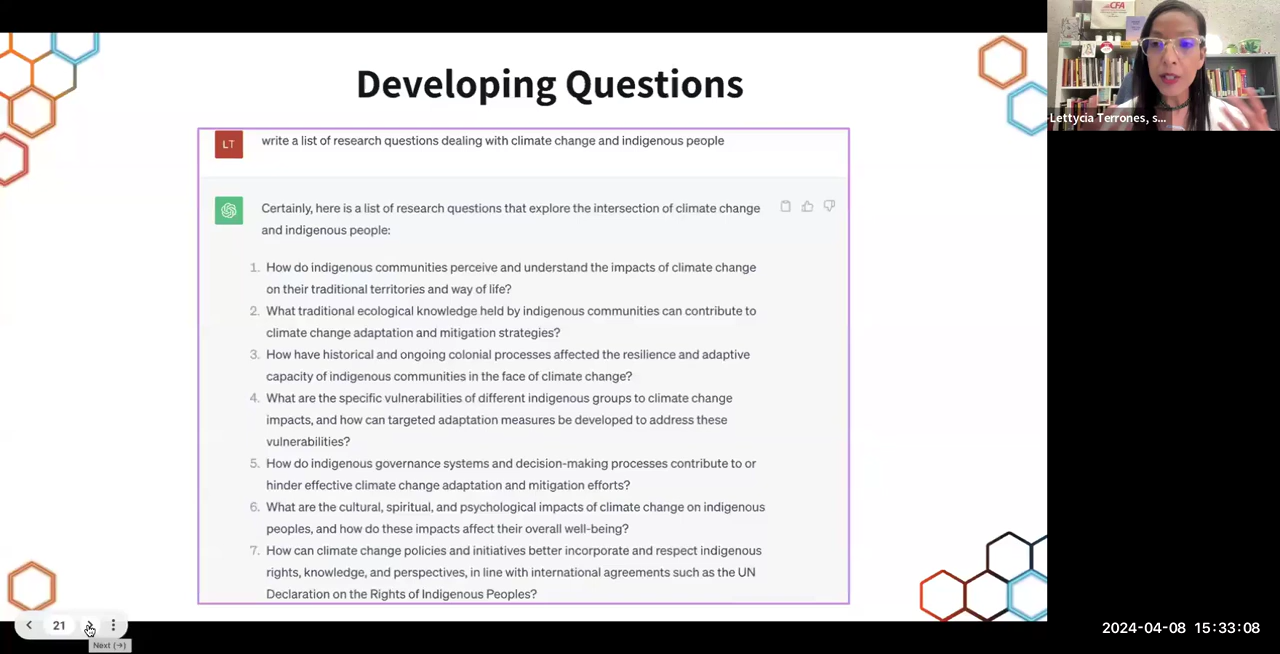 Developing Questions
LT
write a list of research questions dealing with climate change and indigenous people
Certainly, here is a list of research questions that explore the intersection of climate change
and indigenous people:
1. How do indigenous communities perceive and understand the impacts of climate change
on their traditional territories and way of life?
2. What traditional ecological knowledge held by indigenous communities can contribute to
climate change adaptation and mitigation strategies?
3. How have historical and ongoing colonial processes affected the resilience and adaptive
capacity of indigenous communities in the face of climate change?
4. What are the specific vulnerabilities of different indigenous groups to climate change
impacts, and how can targeted adaptation measures be developed to address these
vulnerabilities?
5. How do indigenous governance systems and decision-making processes contribute to or
hinder effective climate change adaptation and mitigation efforts?
6. What are the cultural, spiritual, and psychological impacts of climate change on indigenous
peoples, and how do these impacts affect their overall well-being?
7. How can climate change policies and initiatives better incorporate and respect indigenous
rights, knowledge, and perspectives, in line with international agreements such as the UN
Declaration on the Rights of Indigenous Peoples?
CFA
Lettycia Terrones, s...
21
Next (→)
2024-04-08 15:33:08